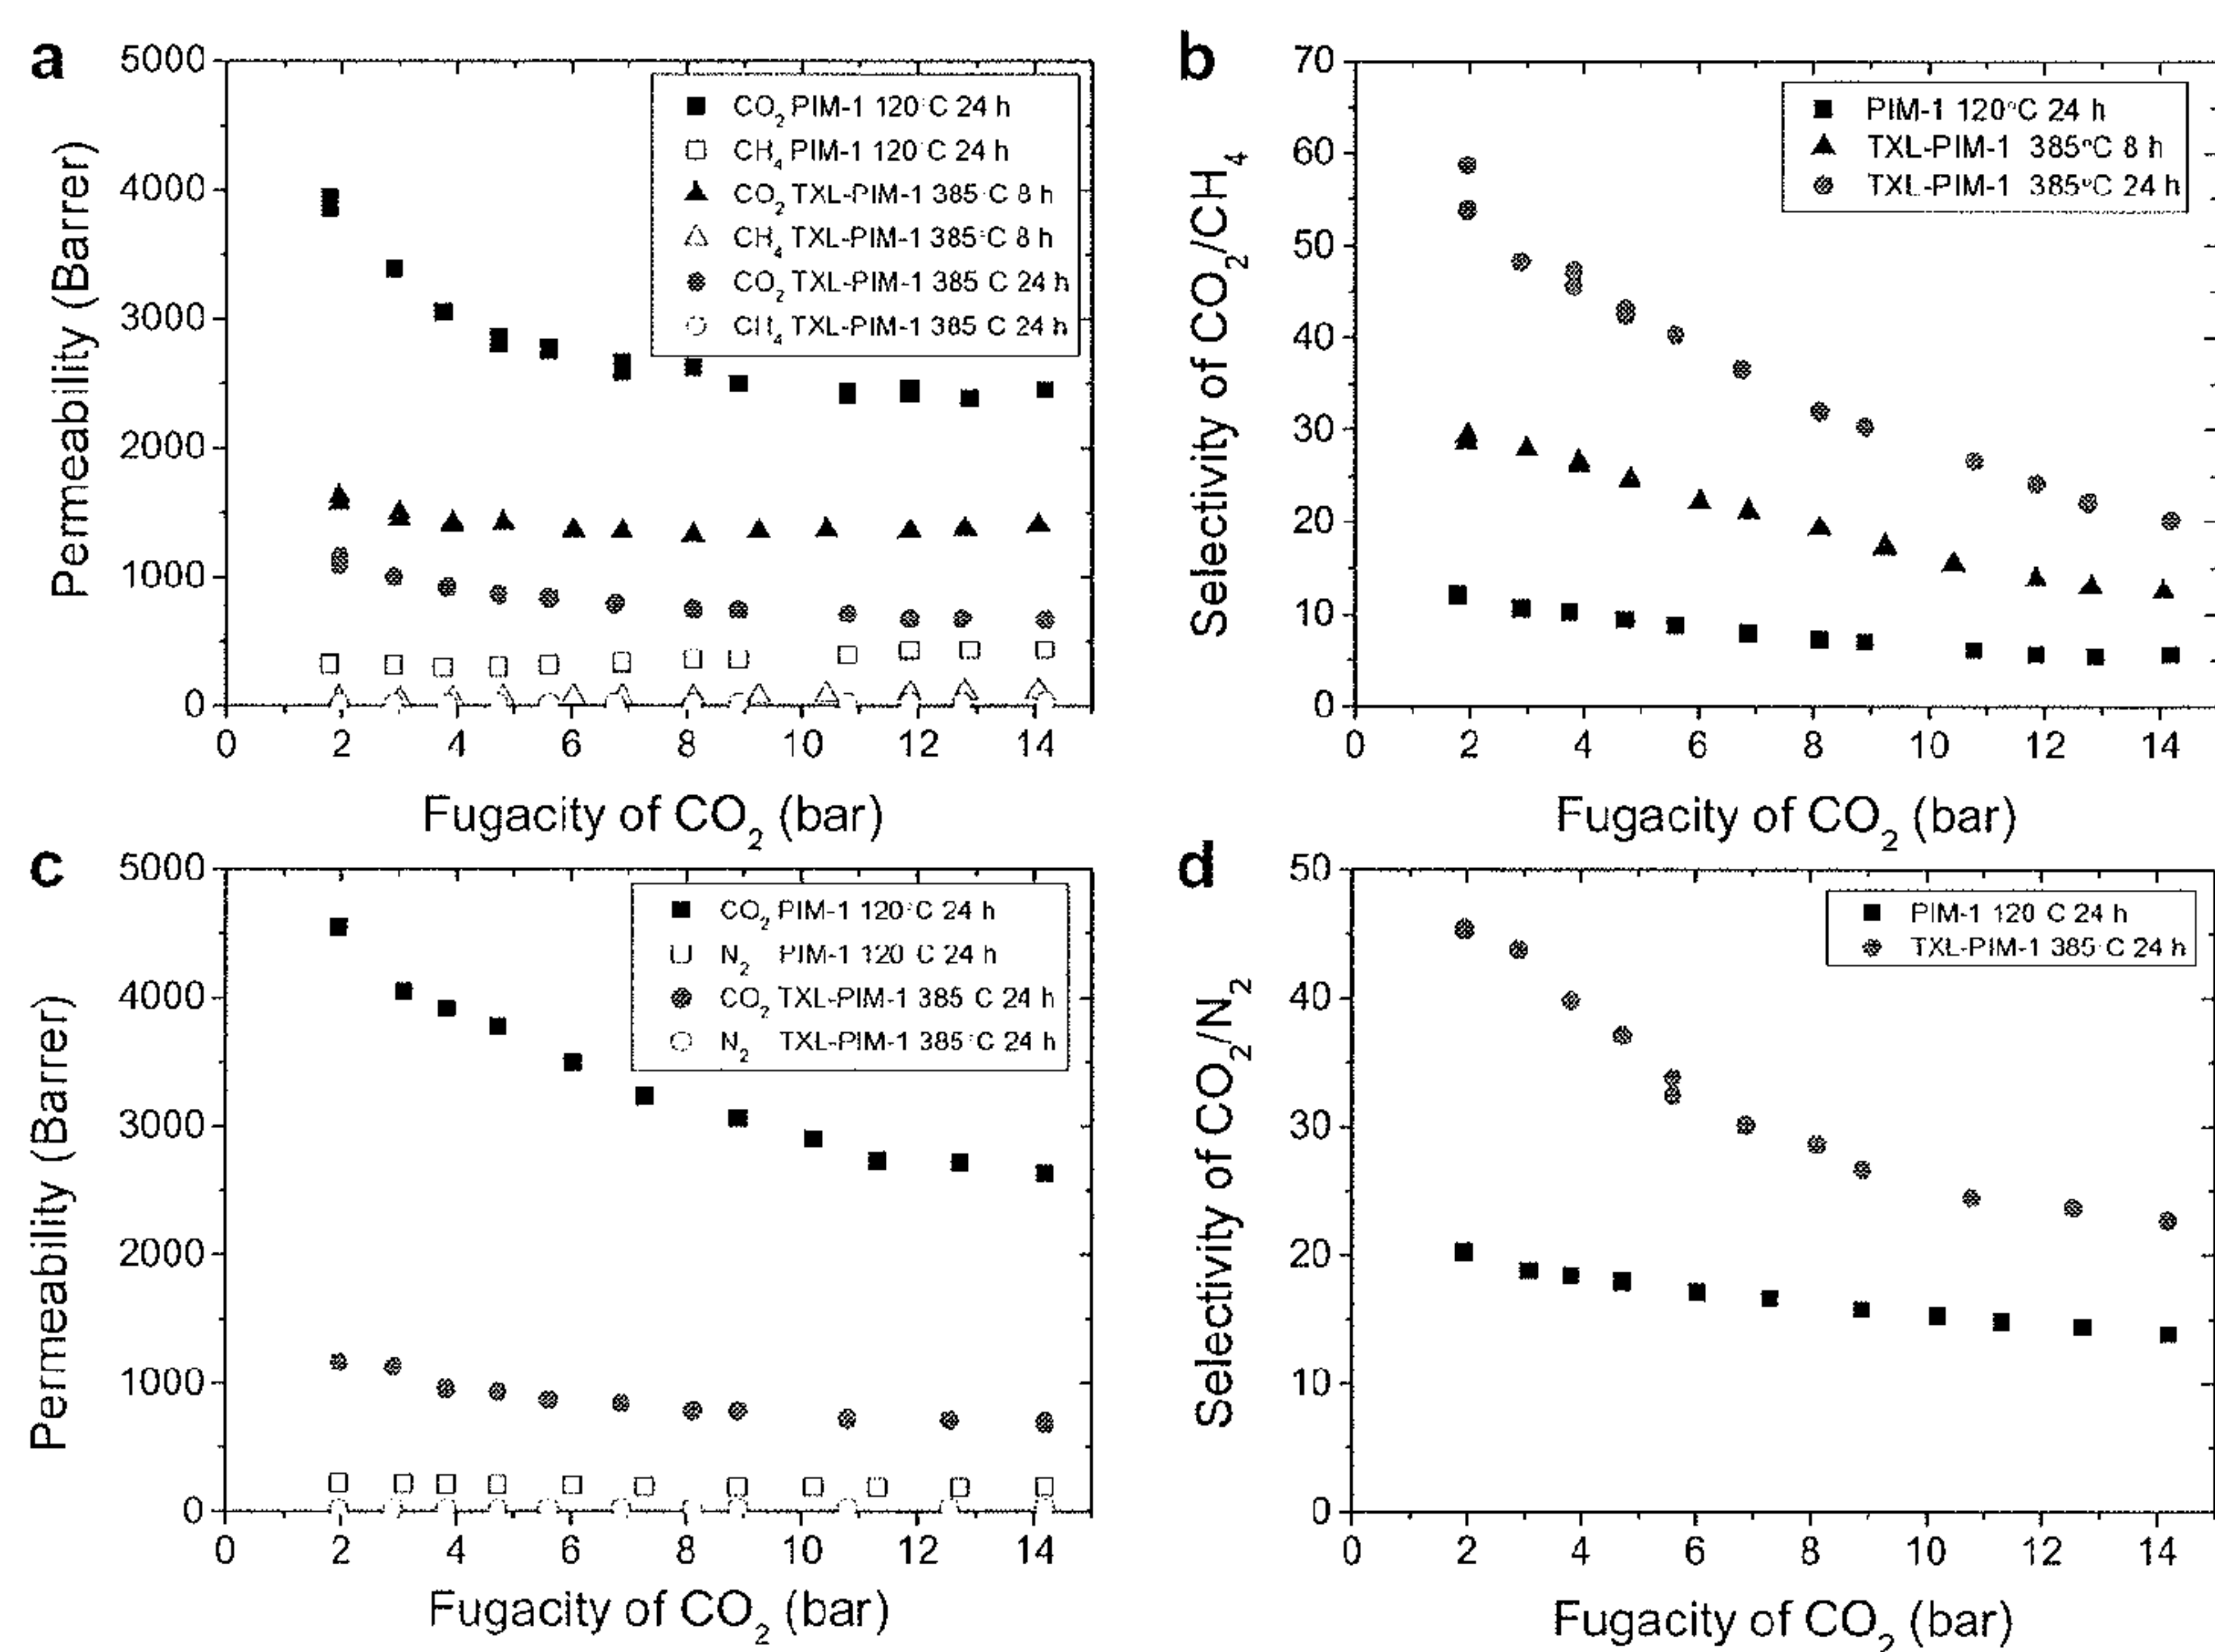 a
5000
4000
3000
2000
1000
0
Permeability (Barrer)
CO2 PIM-1 120°C 24 h
CH4 PIM-1 120°C 24 h
CO2 TXL-PIM-1 385°C 8 h
CH4 TXL-PIM-1 385°C 8 h
CO2 TXL-PIM-1 385 C 24 h
CH4 TXL-PIM-1 385 C 24 h
0 2 4 6 8 10 12 14
Fugacity of CO2 (bar)
b
70
60
50
40
30
20
10
0
Selectivity of CO2/CH4
PIM-1 120°C 24 h
TXL-PIM-1 385°C 8 h
TXL-PIM-1 385°C 24 h
0 2 4 6 8 10 12 14
Fugacity of CO2 (bar)
c
5000
4000
3000
2000
1000
0
Permeability (Barrer)
CO2 PIM-1 120°C 24 h
N2 PIM-1 120 C 24 h
CO2 TXL-PIM-1 385 C 24 h
N2 TXL-PIM-1 385°C 24 h
0 2 4 6 8 10 12 14
Fugacity of CO2 (bar)
d
50
40
30
20
10
0
Selectivity of CO2/N2
PIM-1 120 C 24 h
TXL-PIM-1 385°C 24 h
0 2 4 6 8 10 12 14
Fugacity of CO2 (bar)